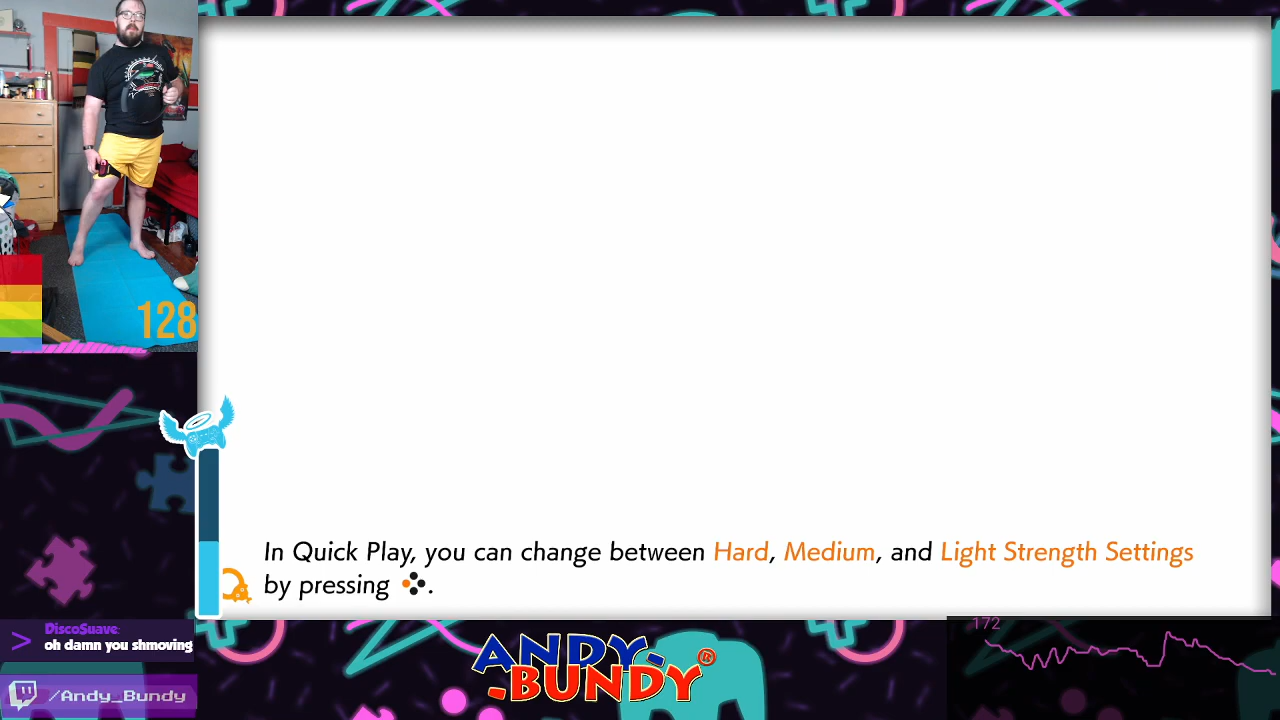 128
In Quick Play, you can change between Hard, Medium, and Light Strength Settings
by pressing .
DiscoSuave:
> oh damn you shmoving
/Andy_Bundy
ANDY-
-BUNDY®
172